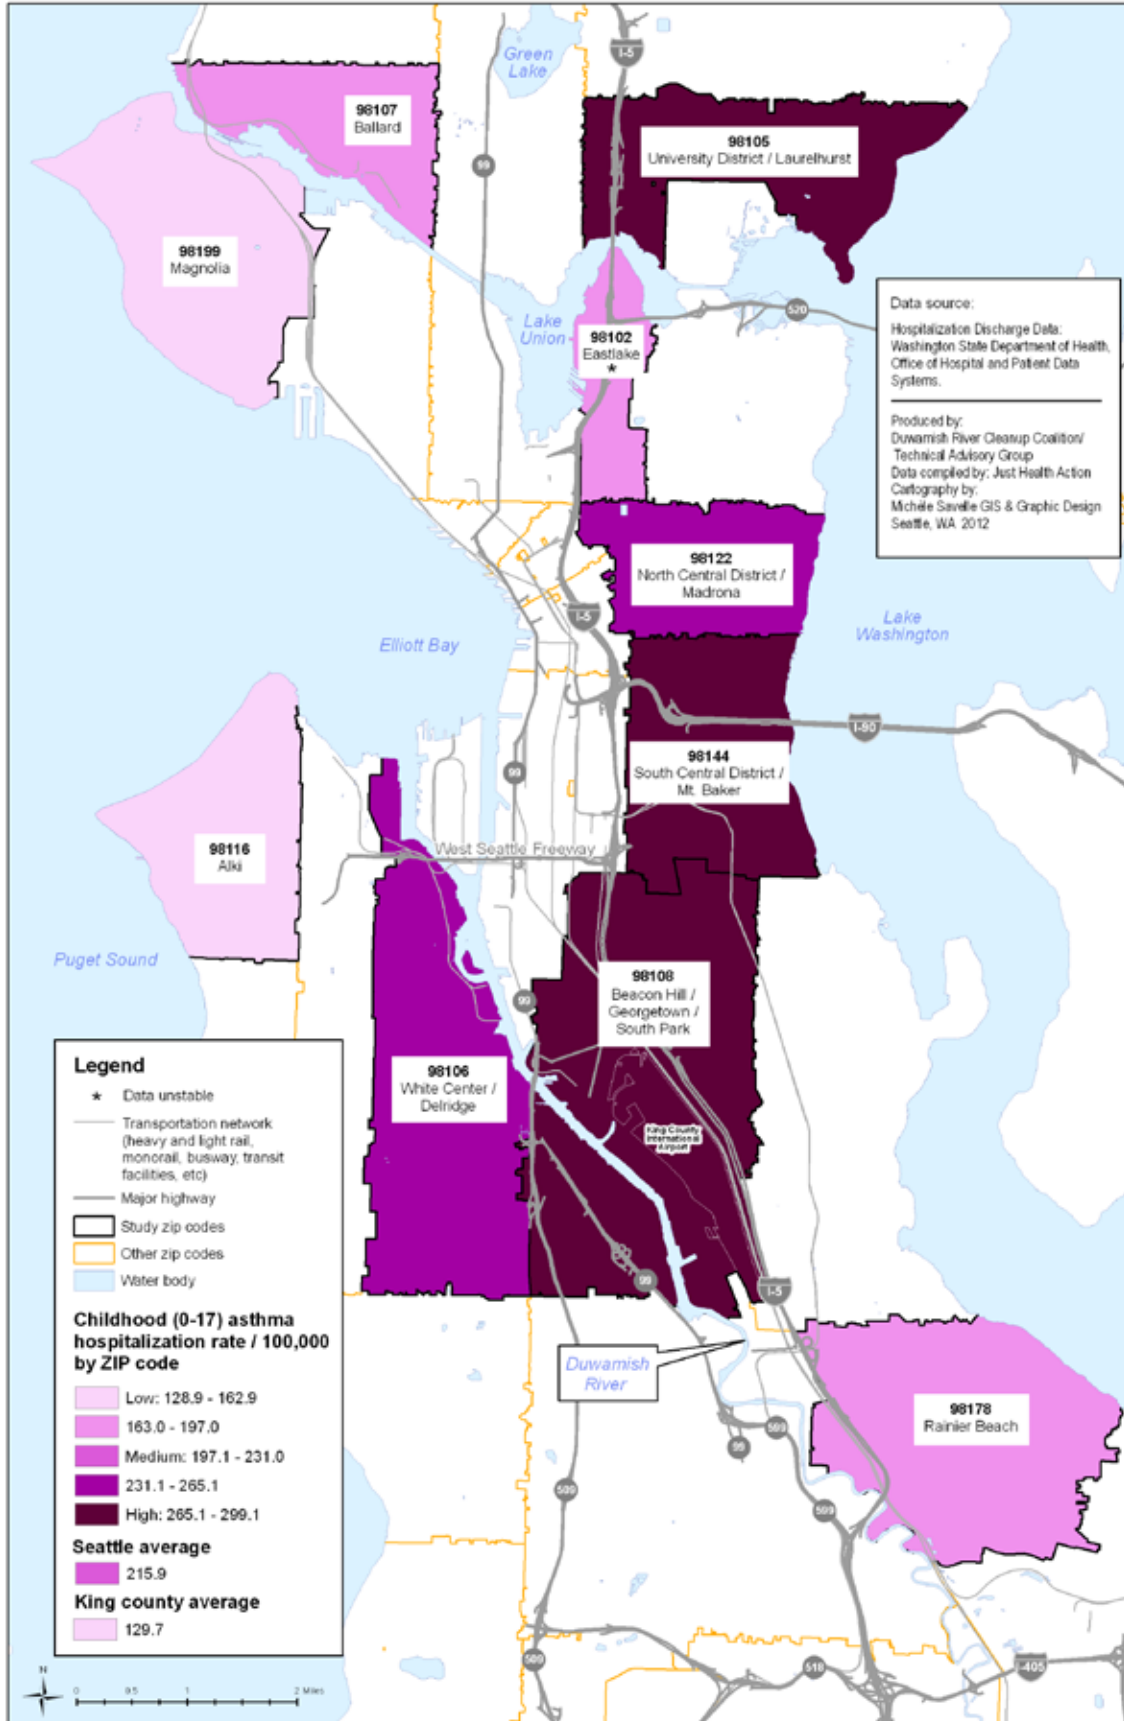 Green
Lake
I-5
98107
Ballard
98105
University District / Laurelhurst
99
98199
Magnolia
Lake
Union
98102
Eastlake
*
520
Data source:
Hospitalization Discharge Data:
Washington State Department of Health,
Office of Hospital and Patient Data
Systems.
Produced by:
Duwamish River Cleanup Coalition/
Technical Advisory Group
Data compiled by: Just Health Action
Cartography by:
Michele Savelle GIS & Graphic Design
Seattle, WA 2012
98122
North Central District /
Madrona
I-5
Elliott Bay
Lake
Washington
I-90
98144
South Central District /
Mt. Baker
99
98116
Alki
West Seattle Freeway
Puget Sound
98108
Beacon Hill /
Georgetown /
South Park
99
98106
White Center /
Delridge
King County
International
Airport
99
I-5
Duwamish
River
98178
Rainier Beach
599
99
509
599
Legend
* Data unstable
Transportation network
(heavy and light rail,
monorail, busway, transit
facilities, etc)
Major highway
Study zip codes
Other zip codes
Water body
Childhood (0-17) asthma
hospitalization rate / 100,000
by ZIP code
Low: 128.9 - 162.9
163.0 - 197.0
Medium: 197.1 - 231.0
231.1 - 265.1
High: 265.1 - 299.1
Seattle average
215.9
King county average
129.7
509
518
I-405
N
0 0.5 1 2 Miles